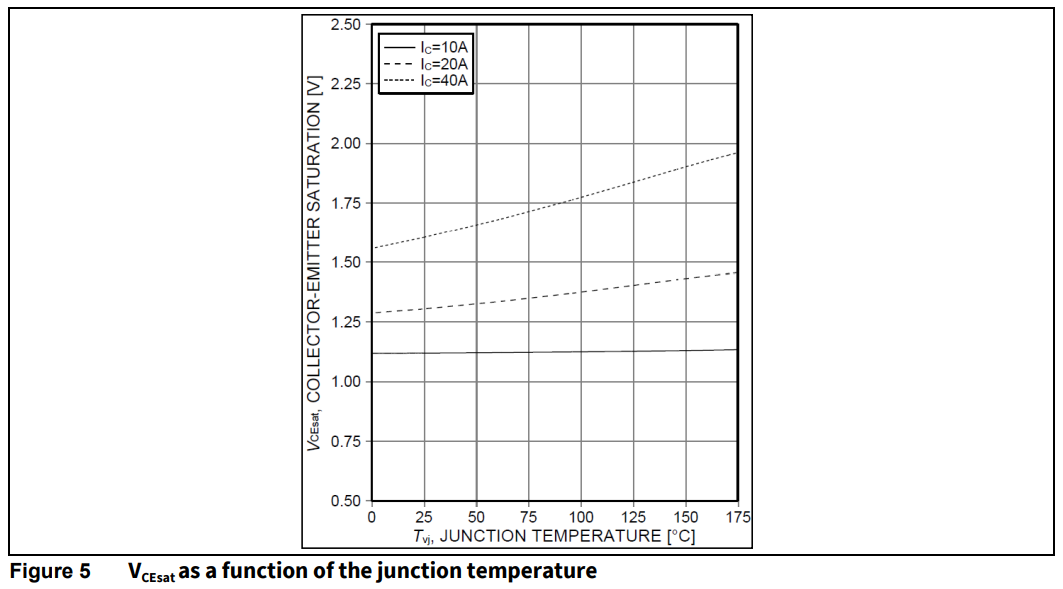 2.50
2.25
2.00
1.75
1.50
1.25
1.00
0.75
0.50
VCEsat, COLLECTOR-EMITTER SATURATION [V]
IC=10A
IC=20A
IC=40A
0 25 50 75 100 125 150 175
Tvj, JUNCTION TEMPERATURE [°C]
Figure 5 VCEsat as a function of the junction temperature